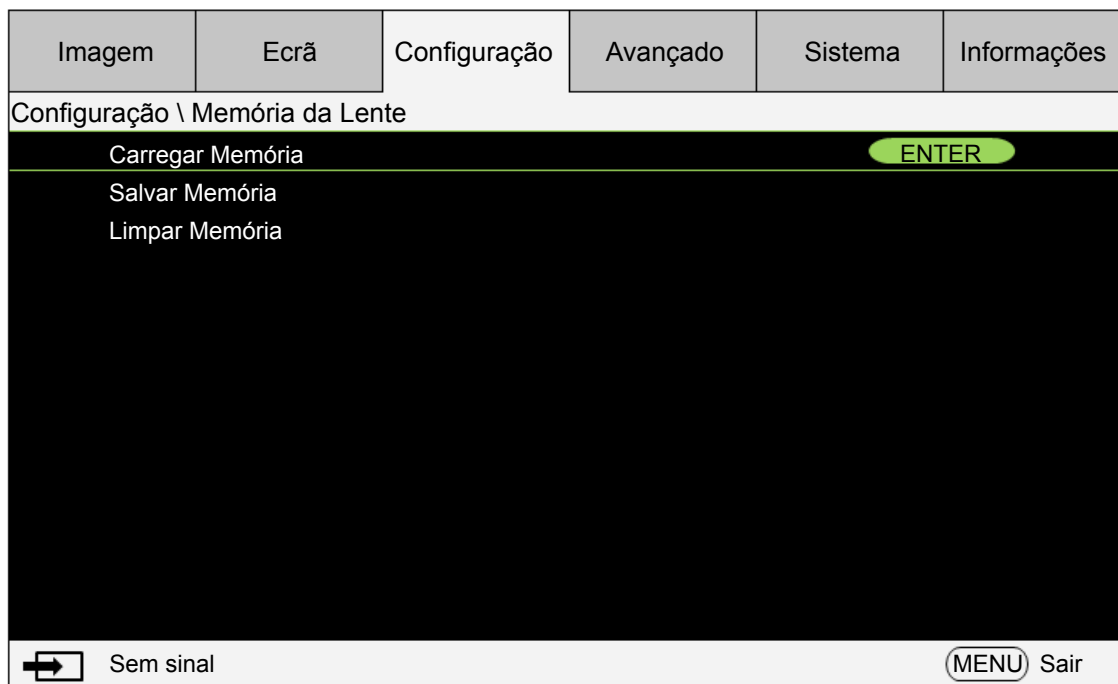 Imagem Ecrã Configuração Avançado Sistema Informações
Configuração \ Memória da Lente
Carregar Memória ENTER
Salvar Memória
Limpar Memória
Sem sinal MENU Sair